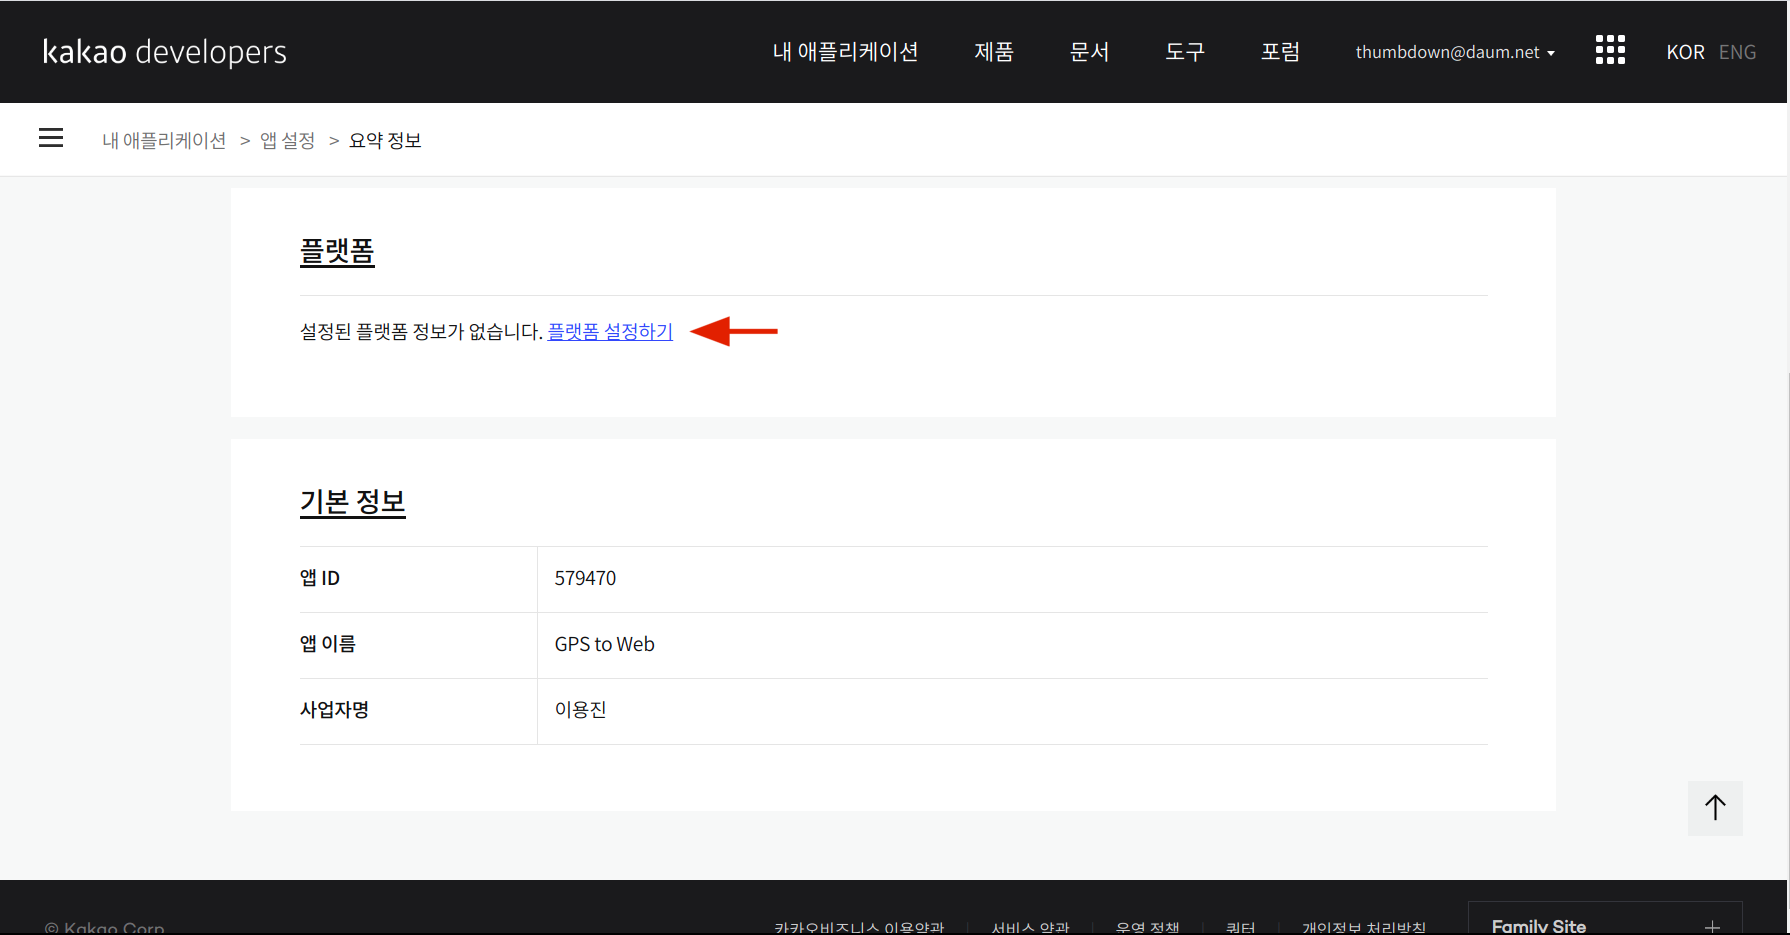 kakao developers
내 애플리케이션 제품 문서 도구 포럼 thumbdown@daum.net KOR ENG
내 애플리케이션 > 앱 설정 > 요약 정보
플랫폼
설정된 플랫폼 정보가 없습니다. 플랫폼 설정하기
기본 정보
앱 ID 579470
앱 이름 GPS to Web
사업자명 이용진
© Kakao Corp
카카오비즈니스 이용약관 서비스 약관 운영 정책 쿼터 개인정보 처리방침
Family Site